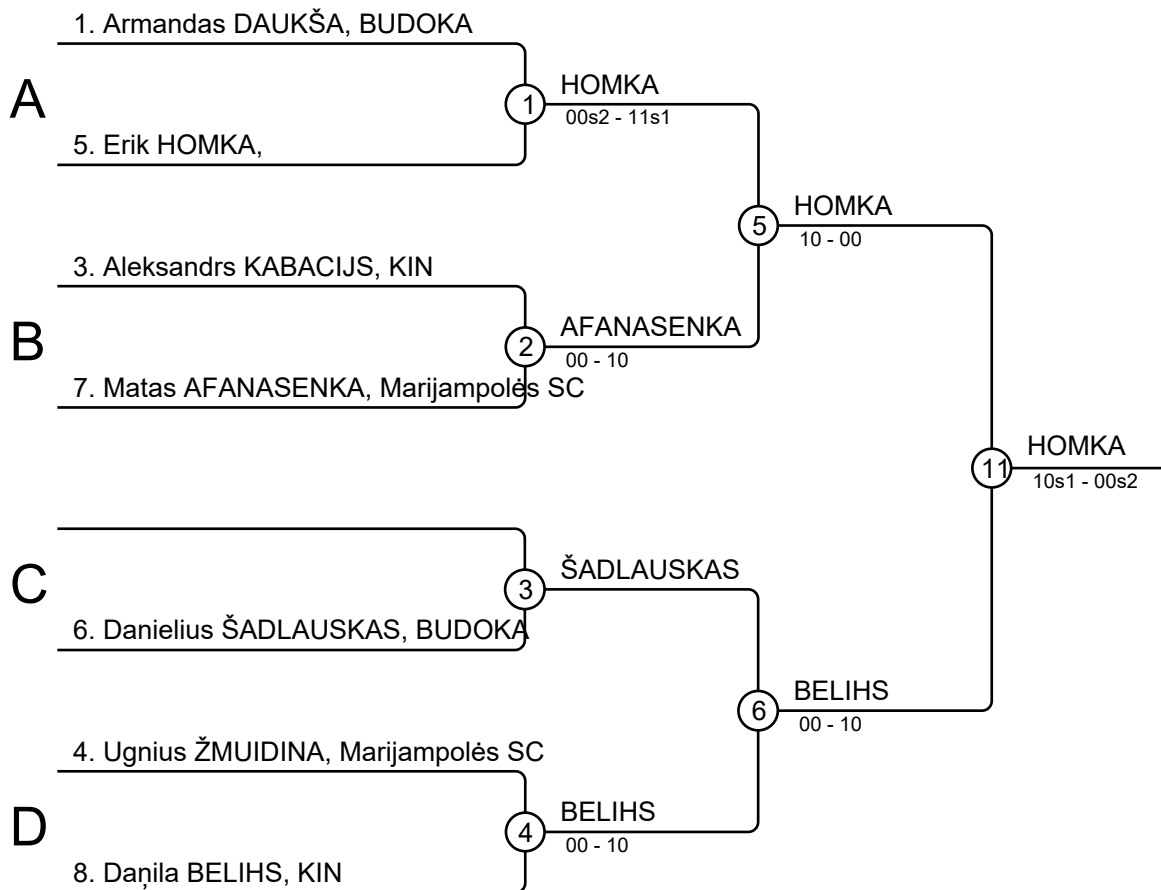 1. Armandas DAUKŠA, BUDOKA
A
1
HOMKA
00s2 - 11s1
5. Erik HOMKA,
5
HOMKA
10 - 00
3. Aleksandrs KABACIJS, KIN
B
2
AFANASENKA
00 - 10
7. Matas AFANASENKA, Marijampolės SC
11
HOMKA
10s1 - 00s2
C
3
ŠADLAUSKAS
6. Danielius ŠADLAUSKAS, BUDOKA
6
BELIHS
00 - 10
4. Ugnius ŽMUIDINA, Marijampolės SC
D
4
BELIHS
00 - 10
8. Daņila BELIHS, KIN